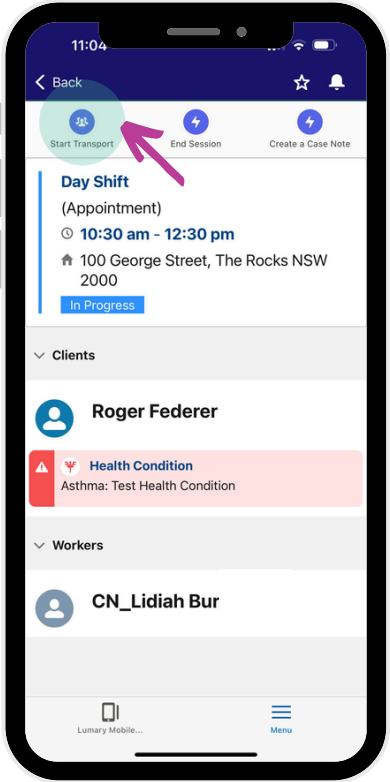 11:04
Back
Start Transport
End Session
Create a Case Note
Day Shift
(Appointment)
10:30 am - 12:30 pm
100 George Street, The Rocks NSW
2000
In Progress
Clients
Roger Federer
Health Condition
Asthma: Test Health Condition
Workers
CN_Lidiah Bur
Lumary Mobile...
Menu